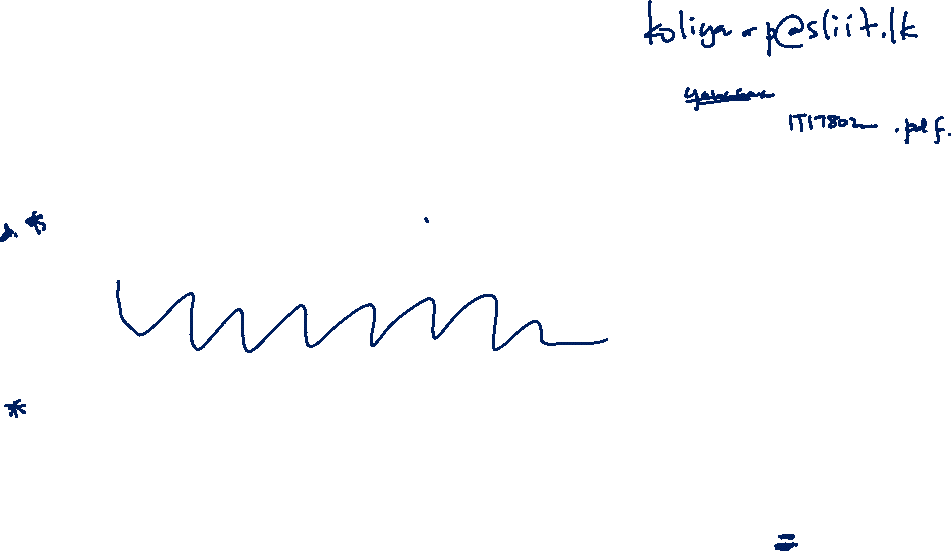 koliya.p@sliit.lk
IT17802 .pdf.
*
*
=